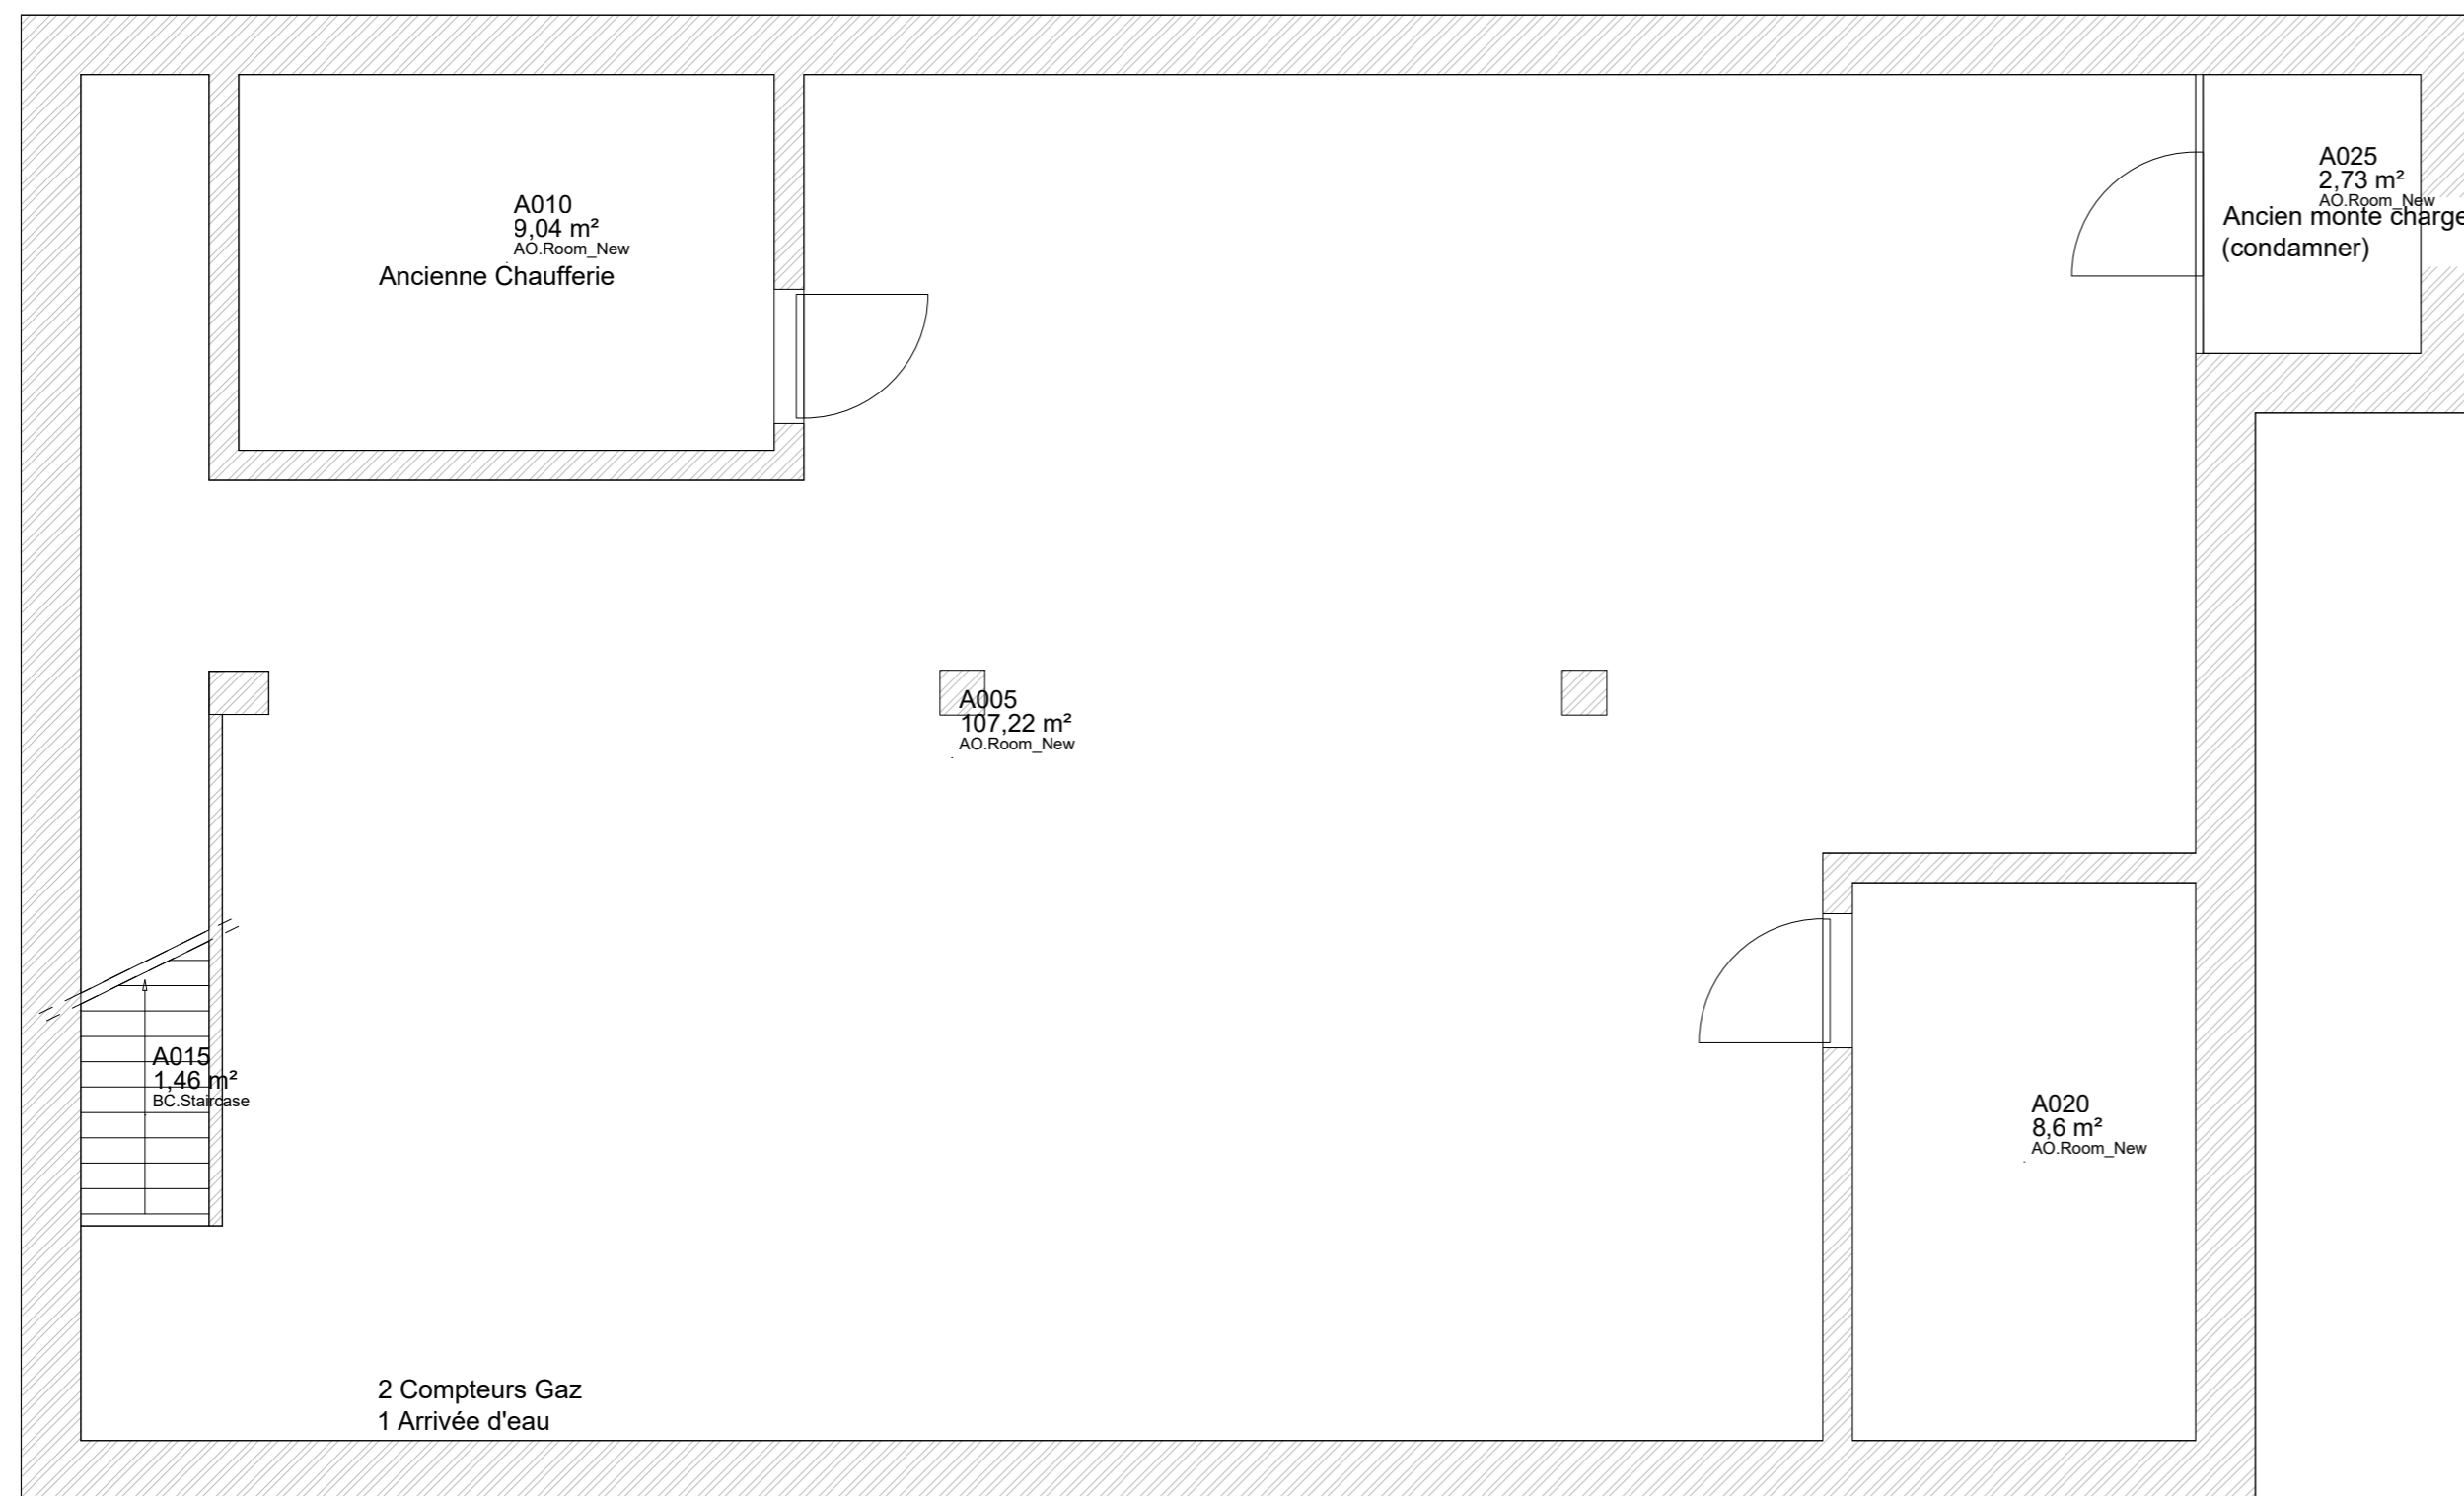 A010
9,04 m²
AO.Room_New
Ancienne Chaufferie
A025
2,73 m²
AO.Room_New
Ancien monte charge
(condamner)
A005
107,22 m²
AO.Room_New
A015
1,46 m²
BC.Staircase
A020
8,6 m²
AO.Room_New
2 Compteurs Gaz
1 Arrivée d'eau